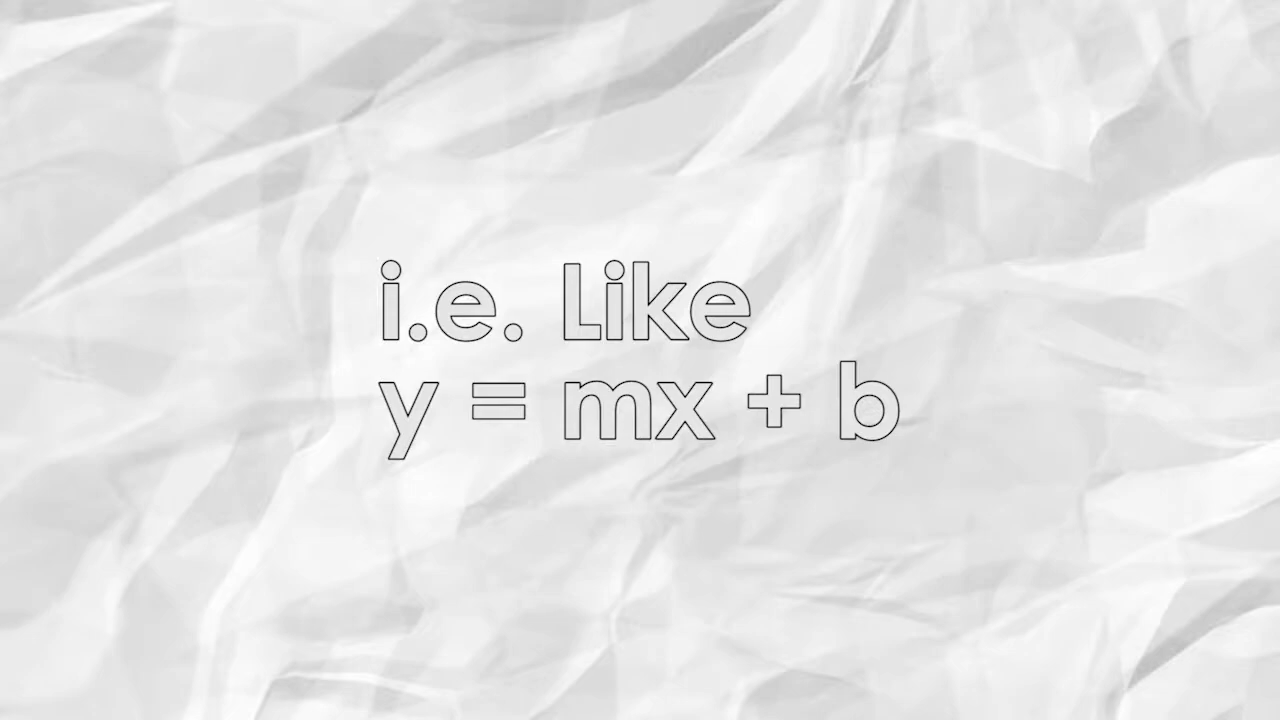 i.e. Like
y = mx + b